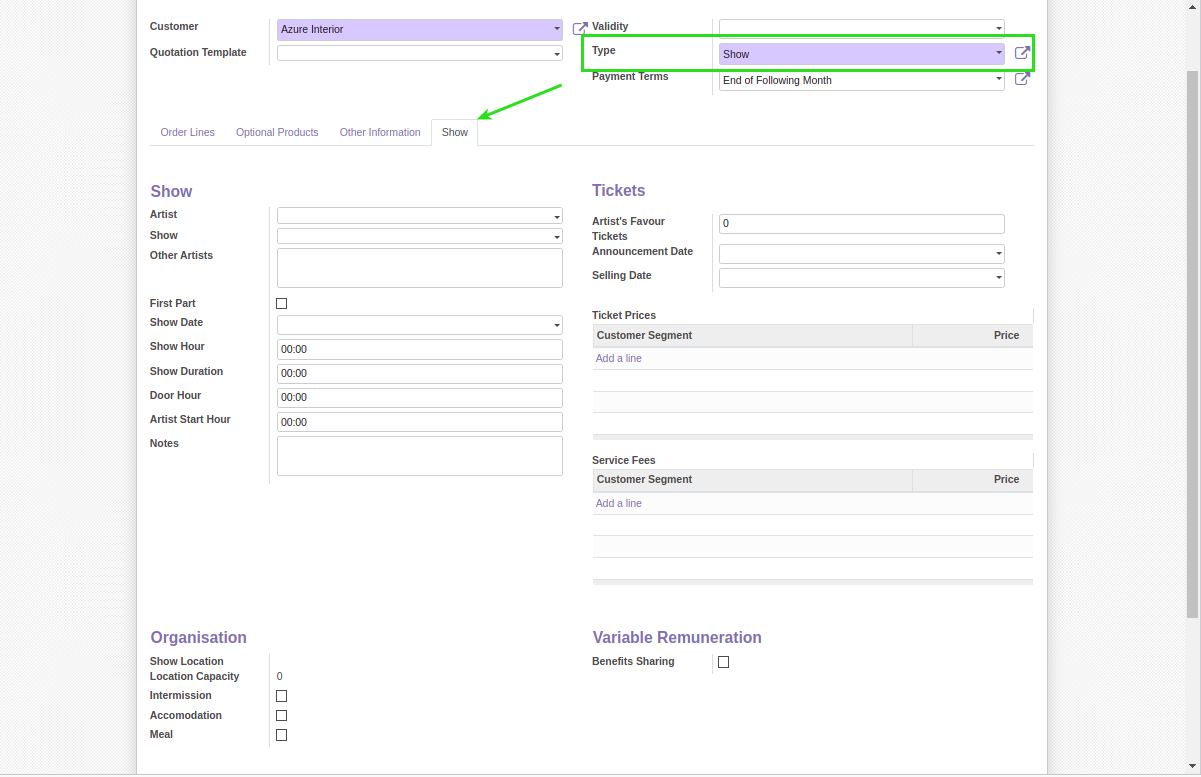 Customer
Azure Interior
Validity
Quotation Template
Type
Show
Payment Terms
End of Following Month
Order Lines
Optional Products
Other Information
Show
Show
Artist
Show
Other Artists
First Part
Show Date
Show Hour
00:00
Show Duration
00:00
Door Hour
00:00
Artist Start Hour
00:00
Notes
Tickets
Artist's Favour
Tickets
0
Announcement Date
Selling Date
Ticket Prices
Customer Segment
Price
Add a line
Service Fees
Customer Segment
Price
Add a line
Organisation
Show Location
Location Capacity
0
Intermission
Accomodation
Meal
Variable Remuneration
Benefits Sharing